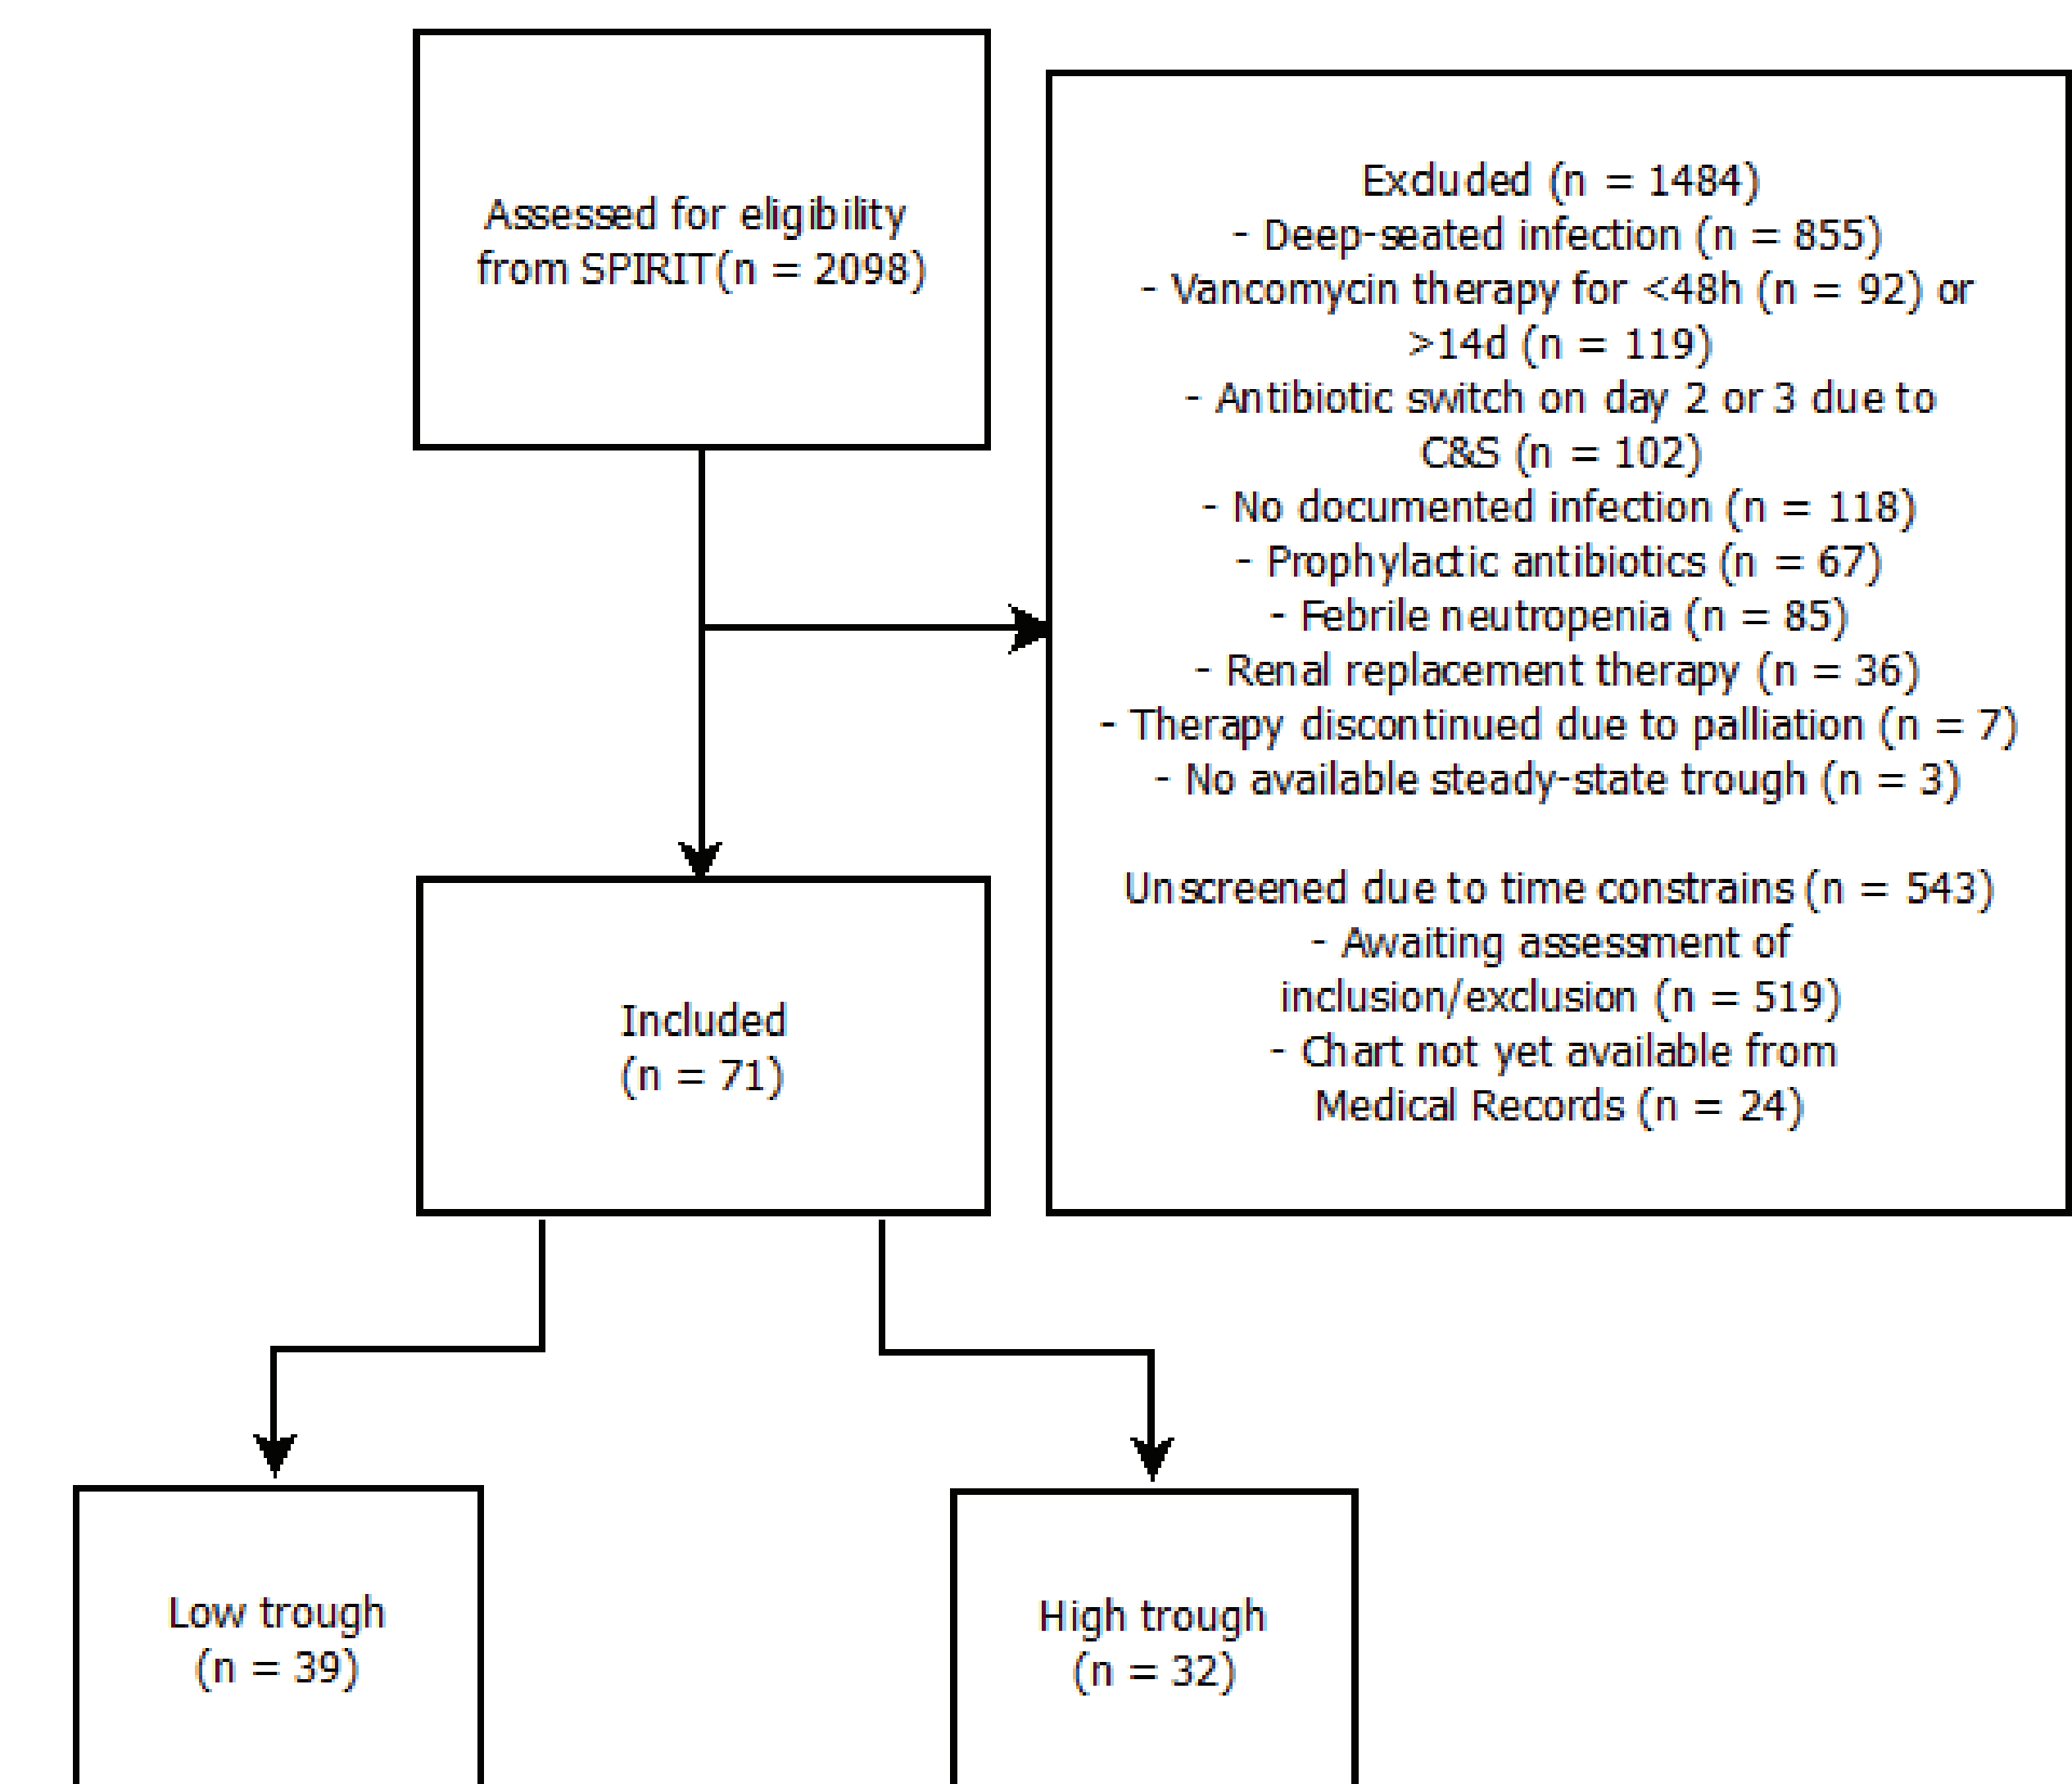 Assessed for eligibility
from SPIRIT(n = 2098)
Excluded (n = 1484)
- Deep-seated infection (n = 855)
- Vancomycin therapy for <48h (n = 92) or
>14d (n = 119)
- Antibiotic switch on day 2 or 3 due to
C&S (n = 102)
- No documented infection (n = 118)
- Prophylactic antibiotics (n = 67)
- Febrile neutropenia (n = 85)
- Renal replacement therapy (n = 36)
- Therapy discontinued due to palliation (n = 7)
- No available steady-state trough (n = 3)
Unscreened due to time constrains (n = 543)
- Awaiting assessment of
inclusion/exclusion (n = 519)
- Chart not yet available from
Medical Records (n = 24)
Included
(n = 71)
Low trough
(n = 39)
High trough
(n = 32)